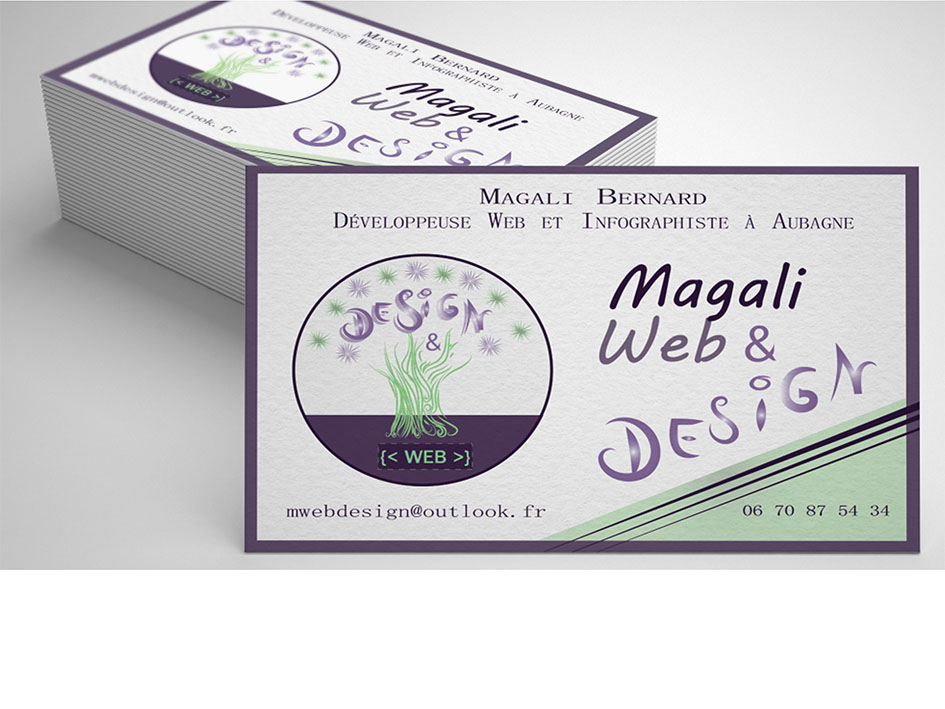 Développeuse Web et Infographiste à Aubagne
Magali Bernard
DESiGN
&
{< WEB >}
mwebdesign@outlook.fr
Magali
Web &
DESiGN
Magali Bernard
Développeuse Web et Infographiste à Aubagne
DESiGN
&
{< WEB >}
Magali
Web &
DESiGN
mwebdesign@outlook.fr
06 70 87 54 34